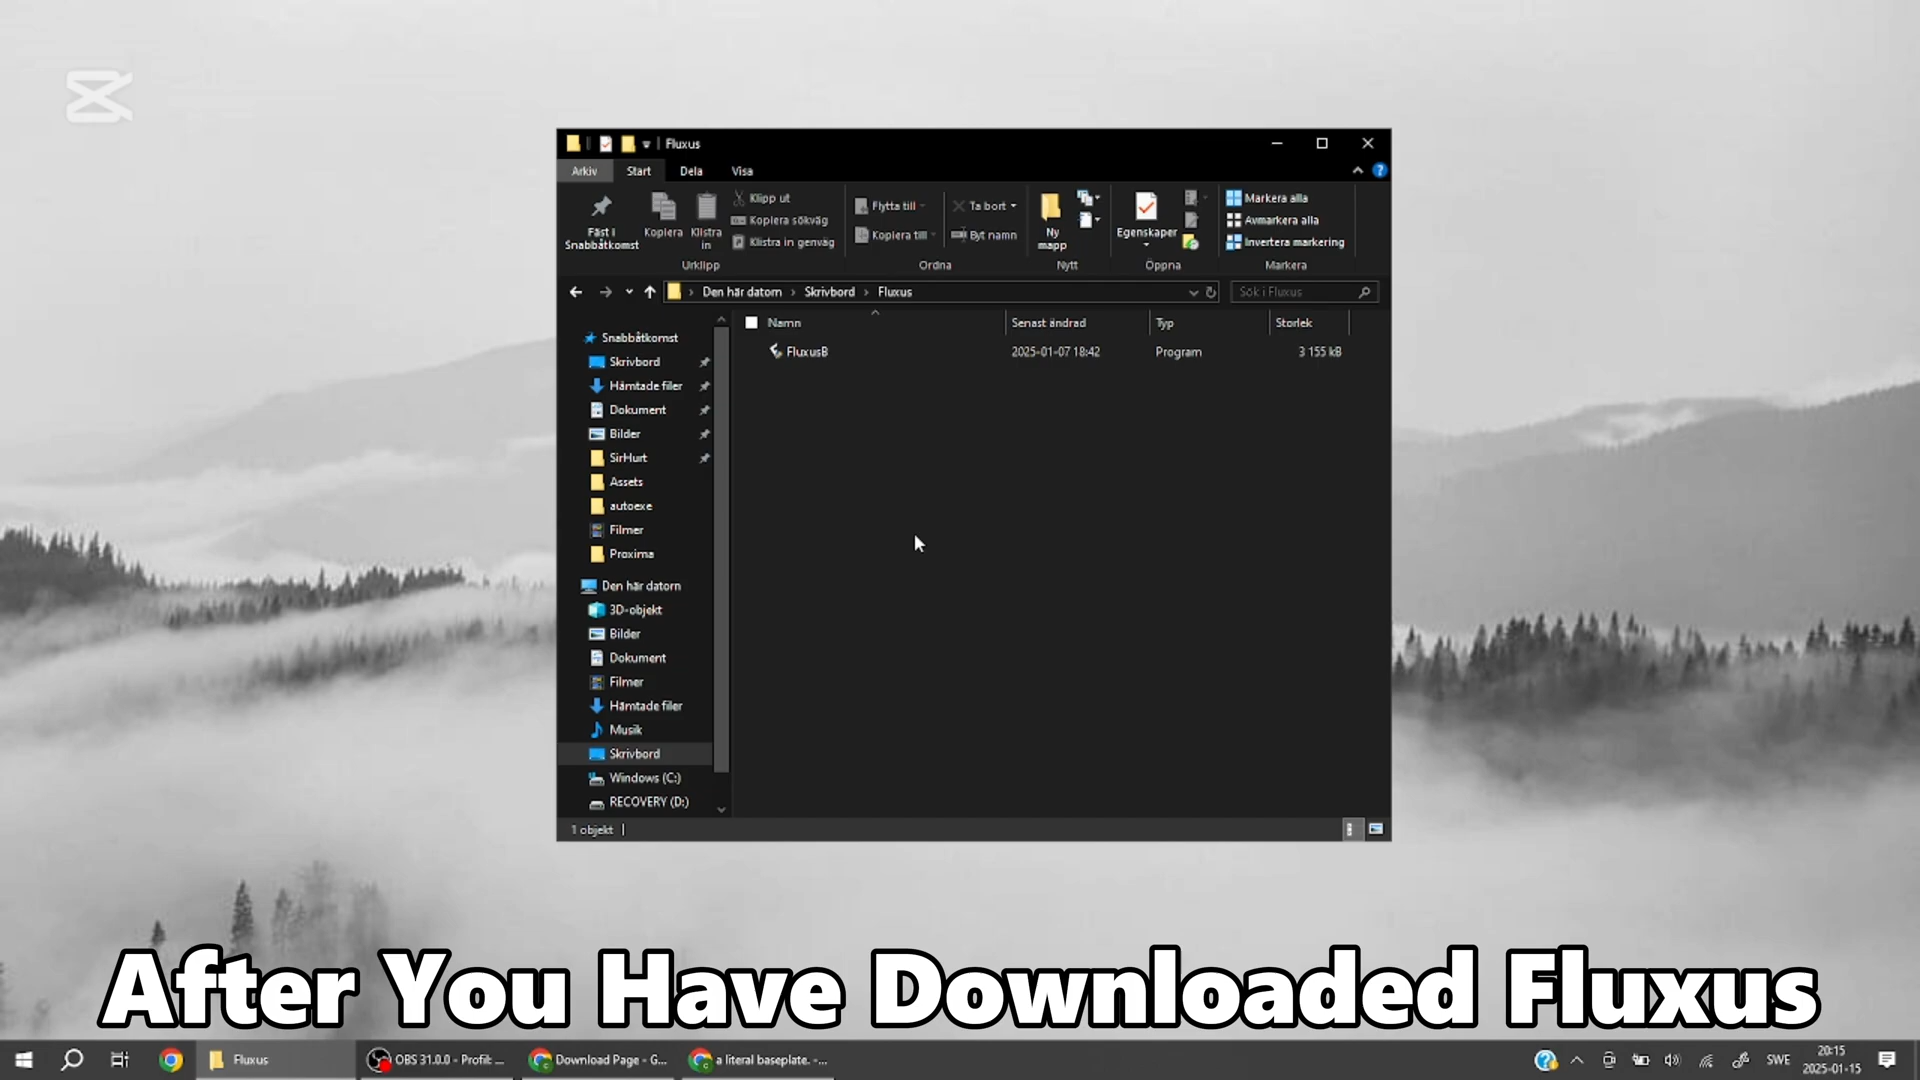 Fluxus
Arkiv Start Dela Visa
Fäst i Snabbåtkomst
Kopiera
Klistra in
Klipp ut
Kopiera sökväg
Klistra in genväg
Urklipp
Flytta till
Kopiera till
Ta bort
Byt namn
Ordna
Ny mapp
Nytt
Egenskaper
Öppna
Markera alla
Avmarkera alla
Invertera markering
Markera
Den här datorn › Skrivbord › Fluxus
Sök i Fluxus
Namn Senast ändrad Typ Storlek
FluxusB 2025-01-07 18:42 Program 3 155 kB
Snabbåtkomst
Skrivbord
Hämtade filer
Dokument
Bilder
SirHurt
Assets
autoexe
Filmer
Proxima
Den här datorn
3D-objekt
Bilder
Dokument
Filmer
Hämtade filer
Musik
Skrivbord
Windows (C:)
RECOVERY (D:)
1 objekt
After You Have Downloaded Fluxus
Fluxus
OBS 31.0.0 - Profil: ...
Download Page - G...
a literal baseplate. -...
SWE
20:15
2025-01-15